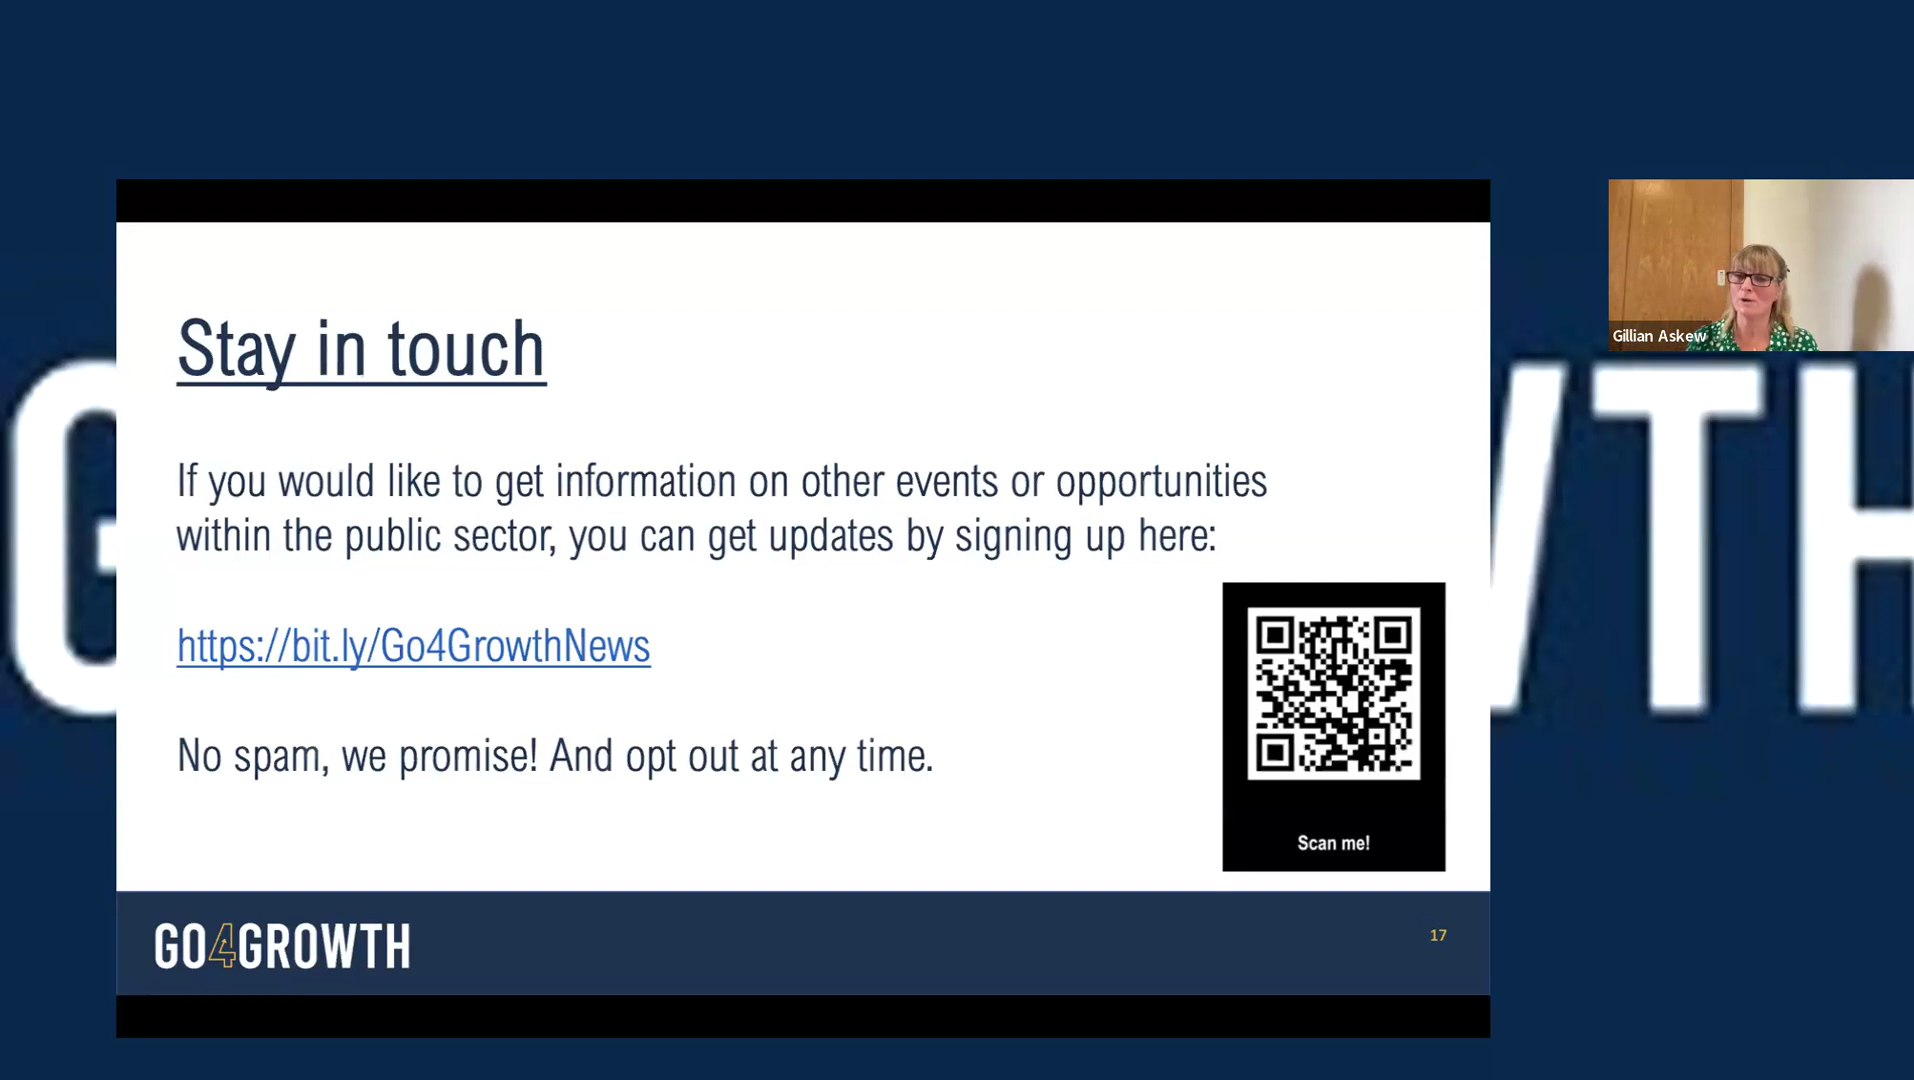 Stay in touch
Gillian Askew
If you would like to get information on other events or opportunities
within the public sector, you can get updates by signing up here:
https://bit.ly/Go4GrowthNews
No spam, we promise! And opt out at any time.
Scan me!
GO4GROWTH
17
G WTH